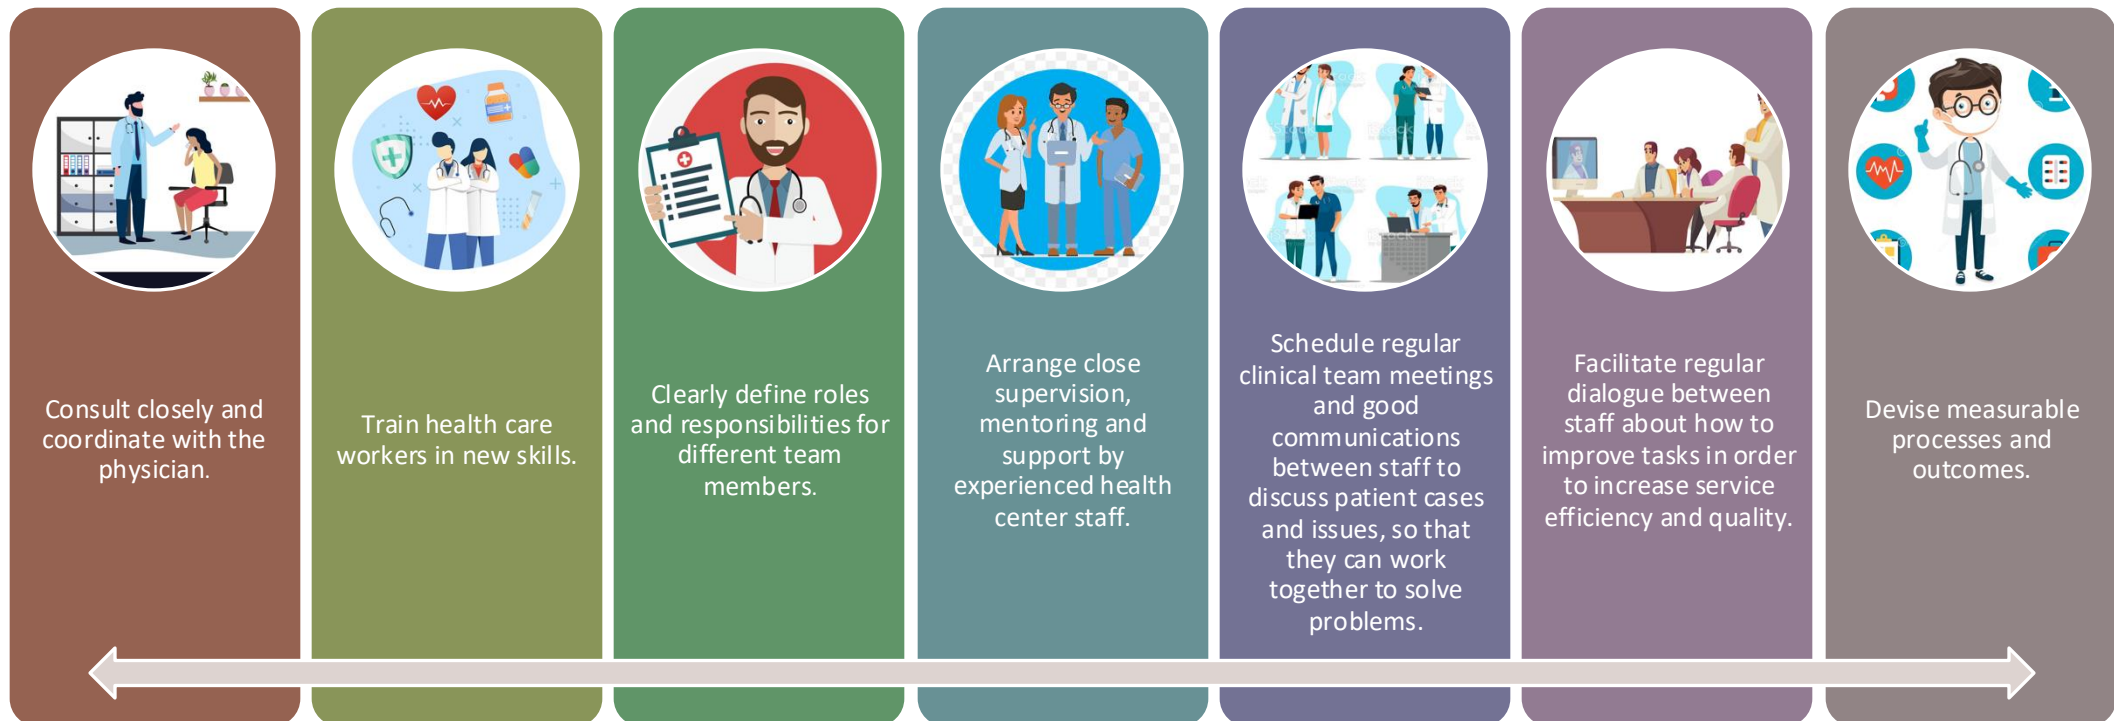 Consult closely and
coordinate with the
physician.
Train health care
workers in new skills.
Clearly define roles
and responsibilities for
different team
members.
Arrange close
supervision,
mentoring and
support by
experienced health
center staff.
iStock
iStock
iStock
iStock
Schedule regular
clinical team meetings
and good
communications
between staff to
discuss patient cases
and issues, so that
they can work
together to solve
problems.
Facilitate regular
dialogue between
staff about how to
improve tasks in order
to increase service
efficiency and quality.
Devise measurable
processes and
outcomes.